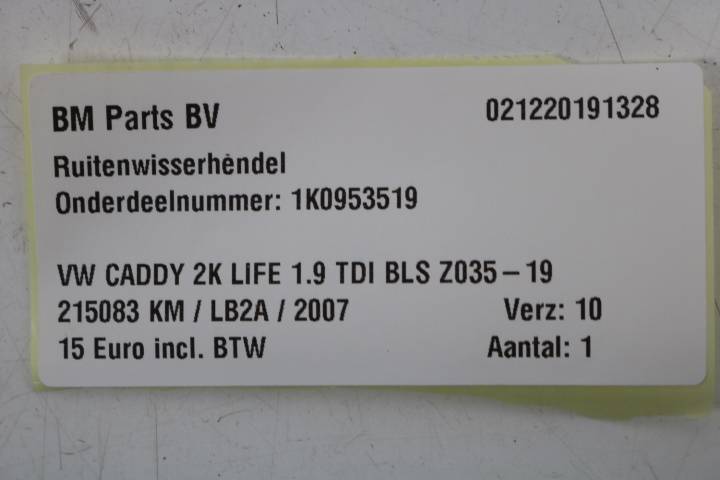 BM Parts BV 021220191328
Ruitenwisserhendel
Onderdeelnummer: 1K0953519
VW CADDY 2K LIFE 1.9 TDI BLS Z035 – 19
215083 KM / LB2A / 2007 Verz: 10
15 Euro incl. BTW Aantal: 1